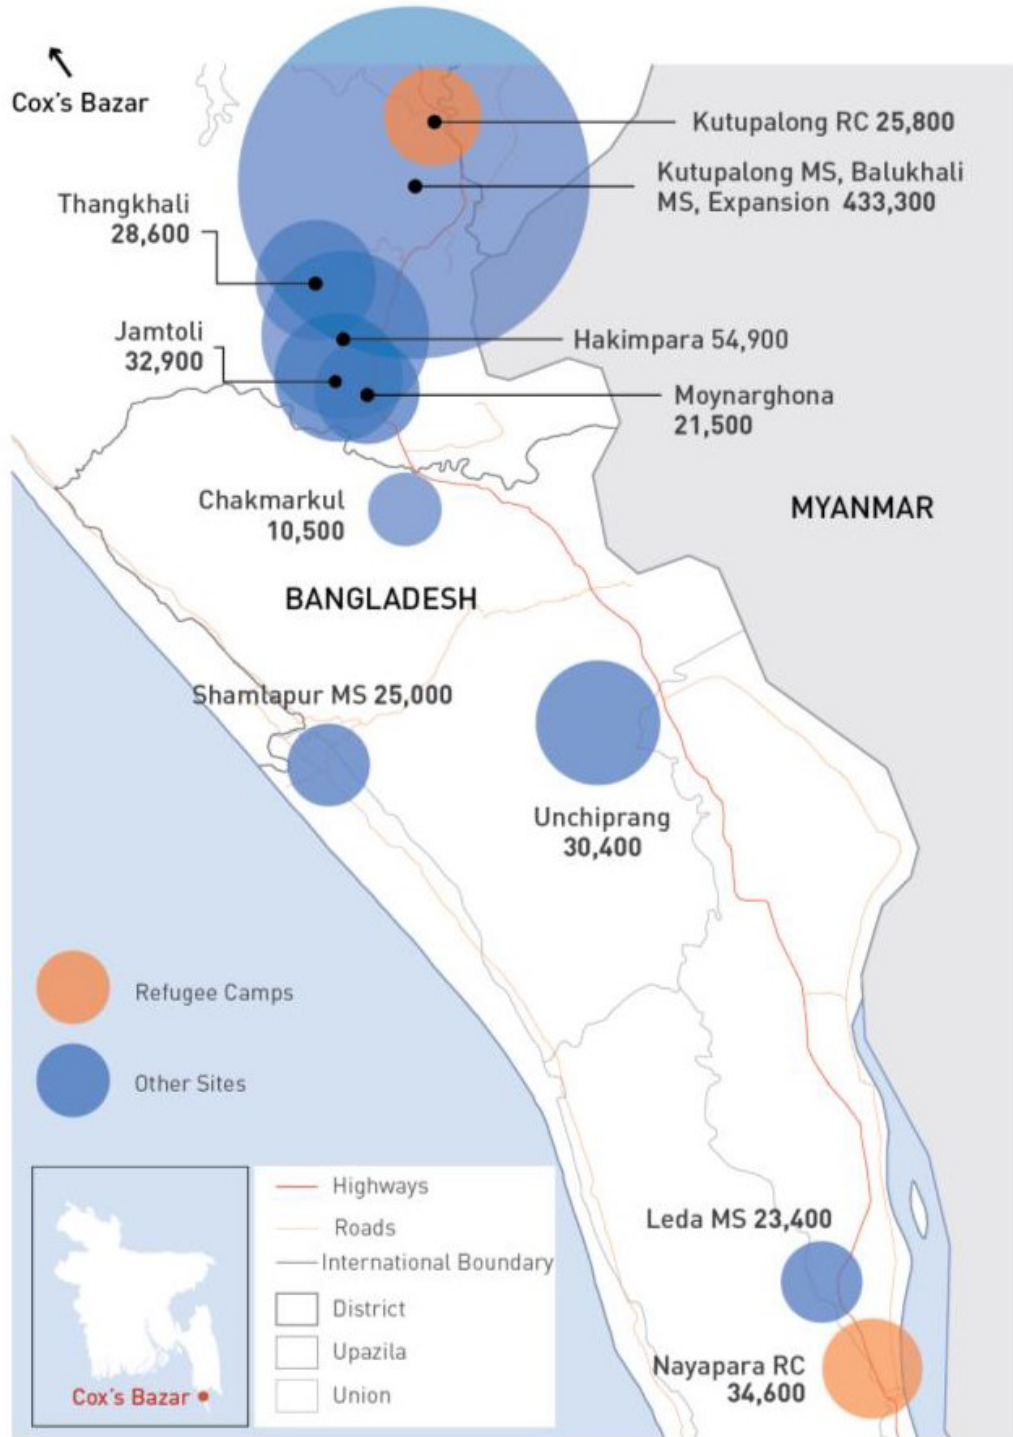 Cox's Bazar
Kutupalong RC 25,800
Kutupalong MS, Balukhali
MS, Expansion 433,300
Thangkhali
28,600
Jamtoli
32,900
Hakimpara 54,900
Moynarghona
21,500
Chakmarkul
10,500
MYANMAR
BANGLADESH
Shamlapur MS 25,000
Unchiprang
30,400
Refugee Camps
Other Sites
Highways
Roads
International Boundary
District
Upazila
Union
Cox's Bazar
Leda MS 23,400
Nayapara RC
34,600